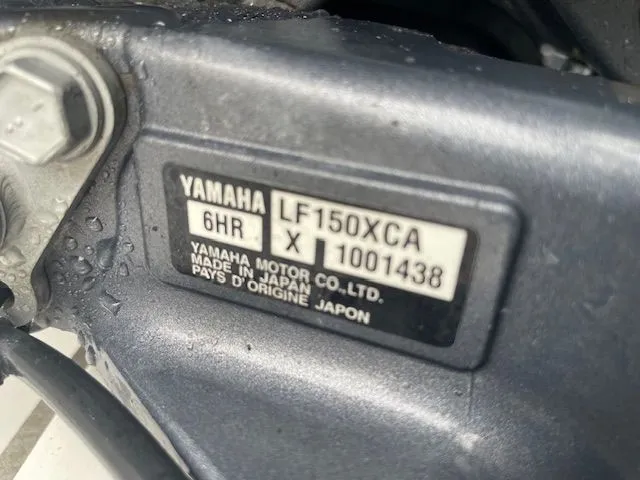 YAMAHA LF150XCA
6HR X 1001438
YAMAHA MOTOR CO.,LTD.
MADE IN JAPAN
PAYS D'ORIGINE JAPON